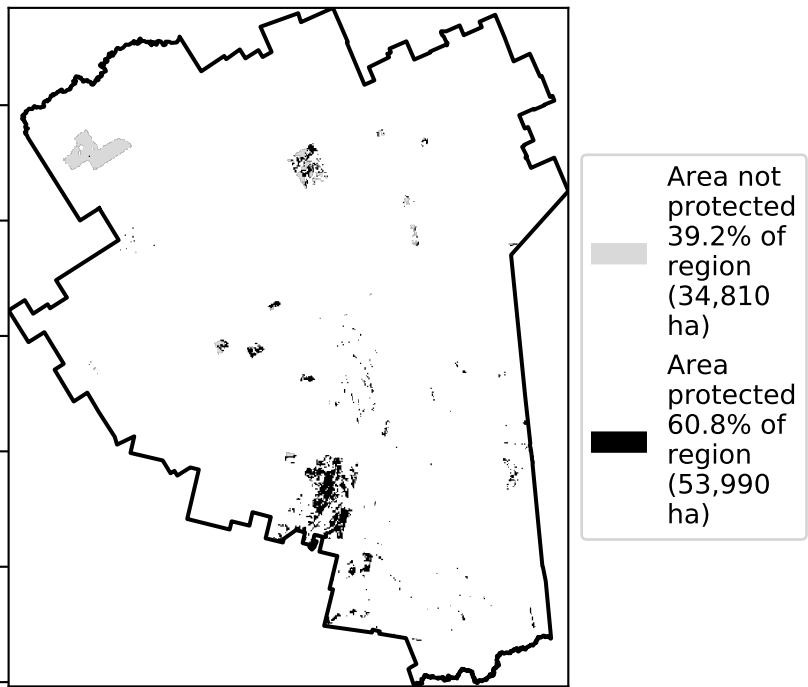 Area not
protected
39.2% of
region
(34,810
ha)
Area
protected
60.8% of
region
(53,990
ha)